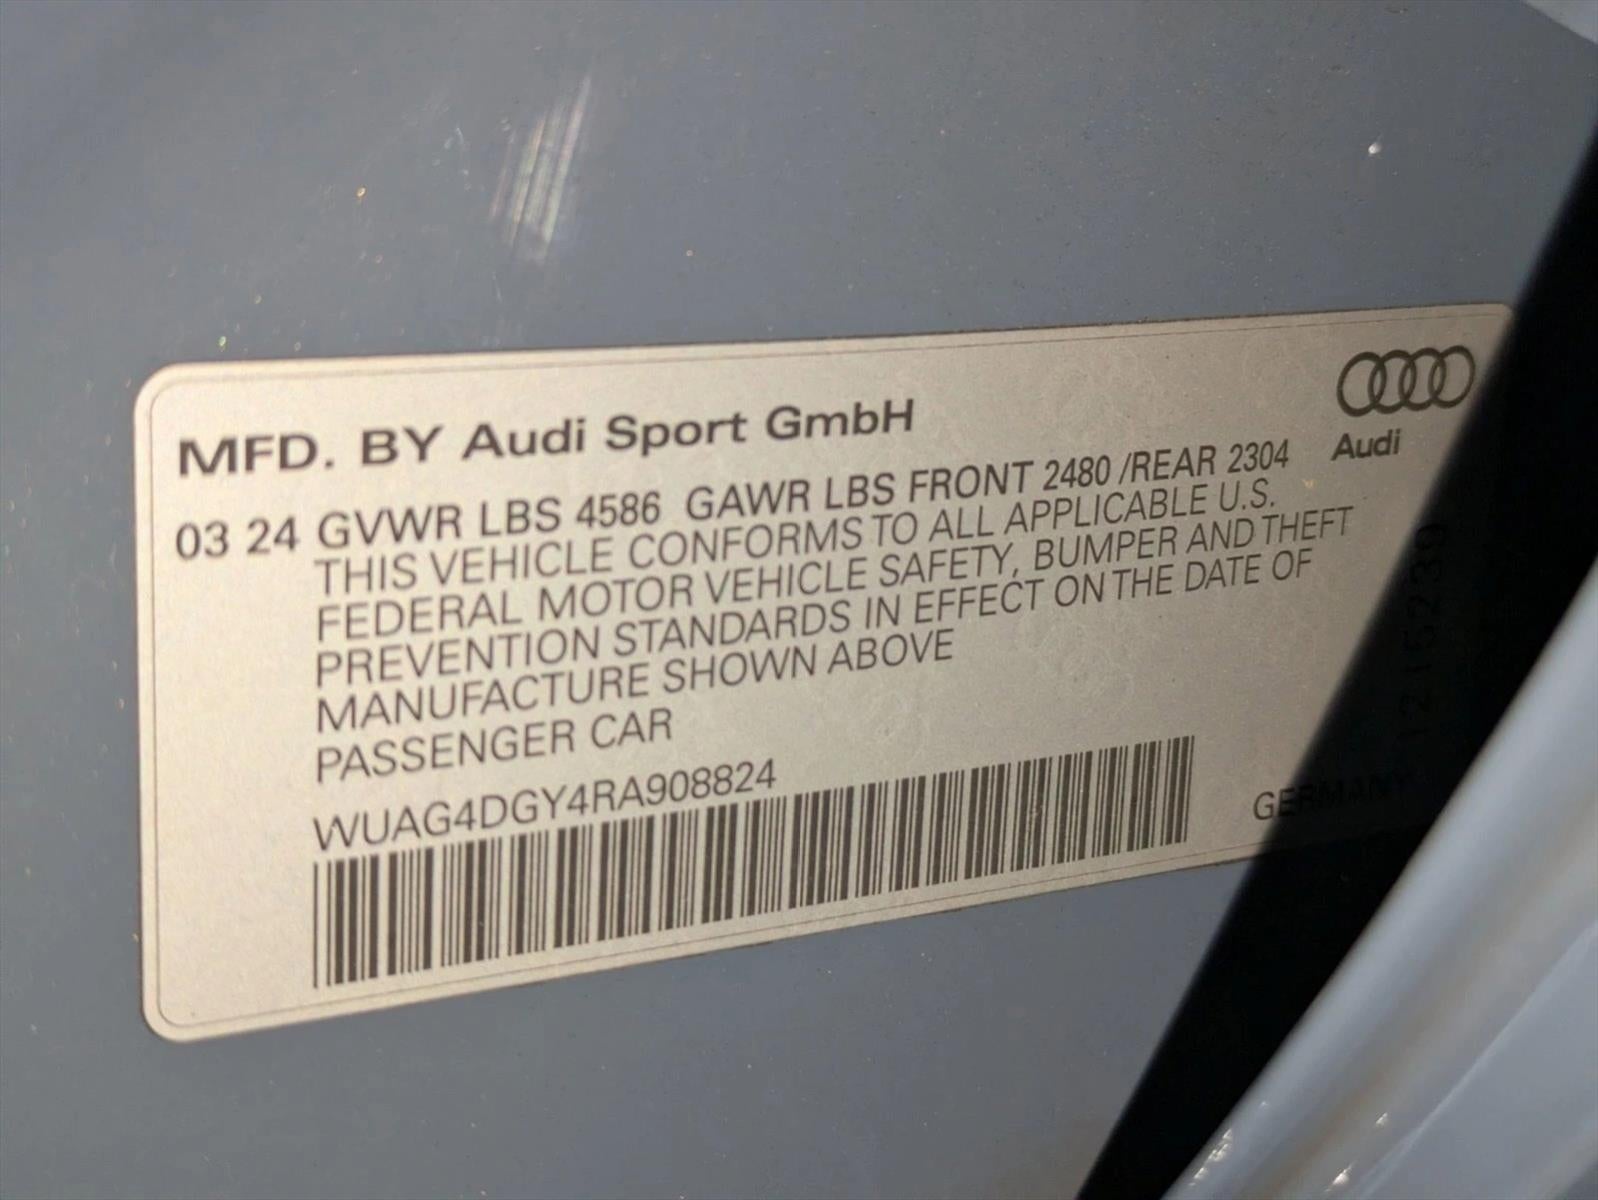 MFD. BY Audi Sport GmbH
Audi
03 24 GVWR LBS 4586 GAWR LBS FRONT 2480 /REAR 2304
THIS VEHICLE CONFORMS TO ALL APPLICABLE U.S.
FEDERAL MOTOR VEHICLE SAFETY, BUMPER AND THEFT
PREVENTION STANDARDS IN EFFECT ON THE DATE OF
MANUFACTURE SHOWN ABOVE
PASSENGER CAR
WUAG4DGY4RA908824
GERMANY